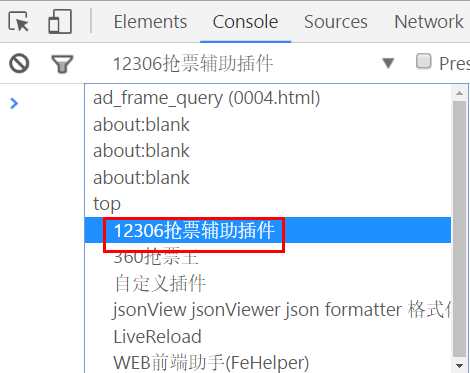 Elements Console Sources Network
12306抢票辅助插件 Pres
ad_frame_query (0004.html)
about:blank
about:blank
about:blank
top
12306抢票辅助插件
360抢票王
自定义插件
jsonView jsonViewer json formatter 格式化
LiveReload
WEB前端助手(FeHelper)